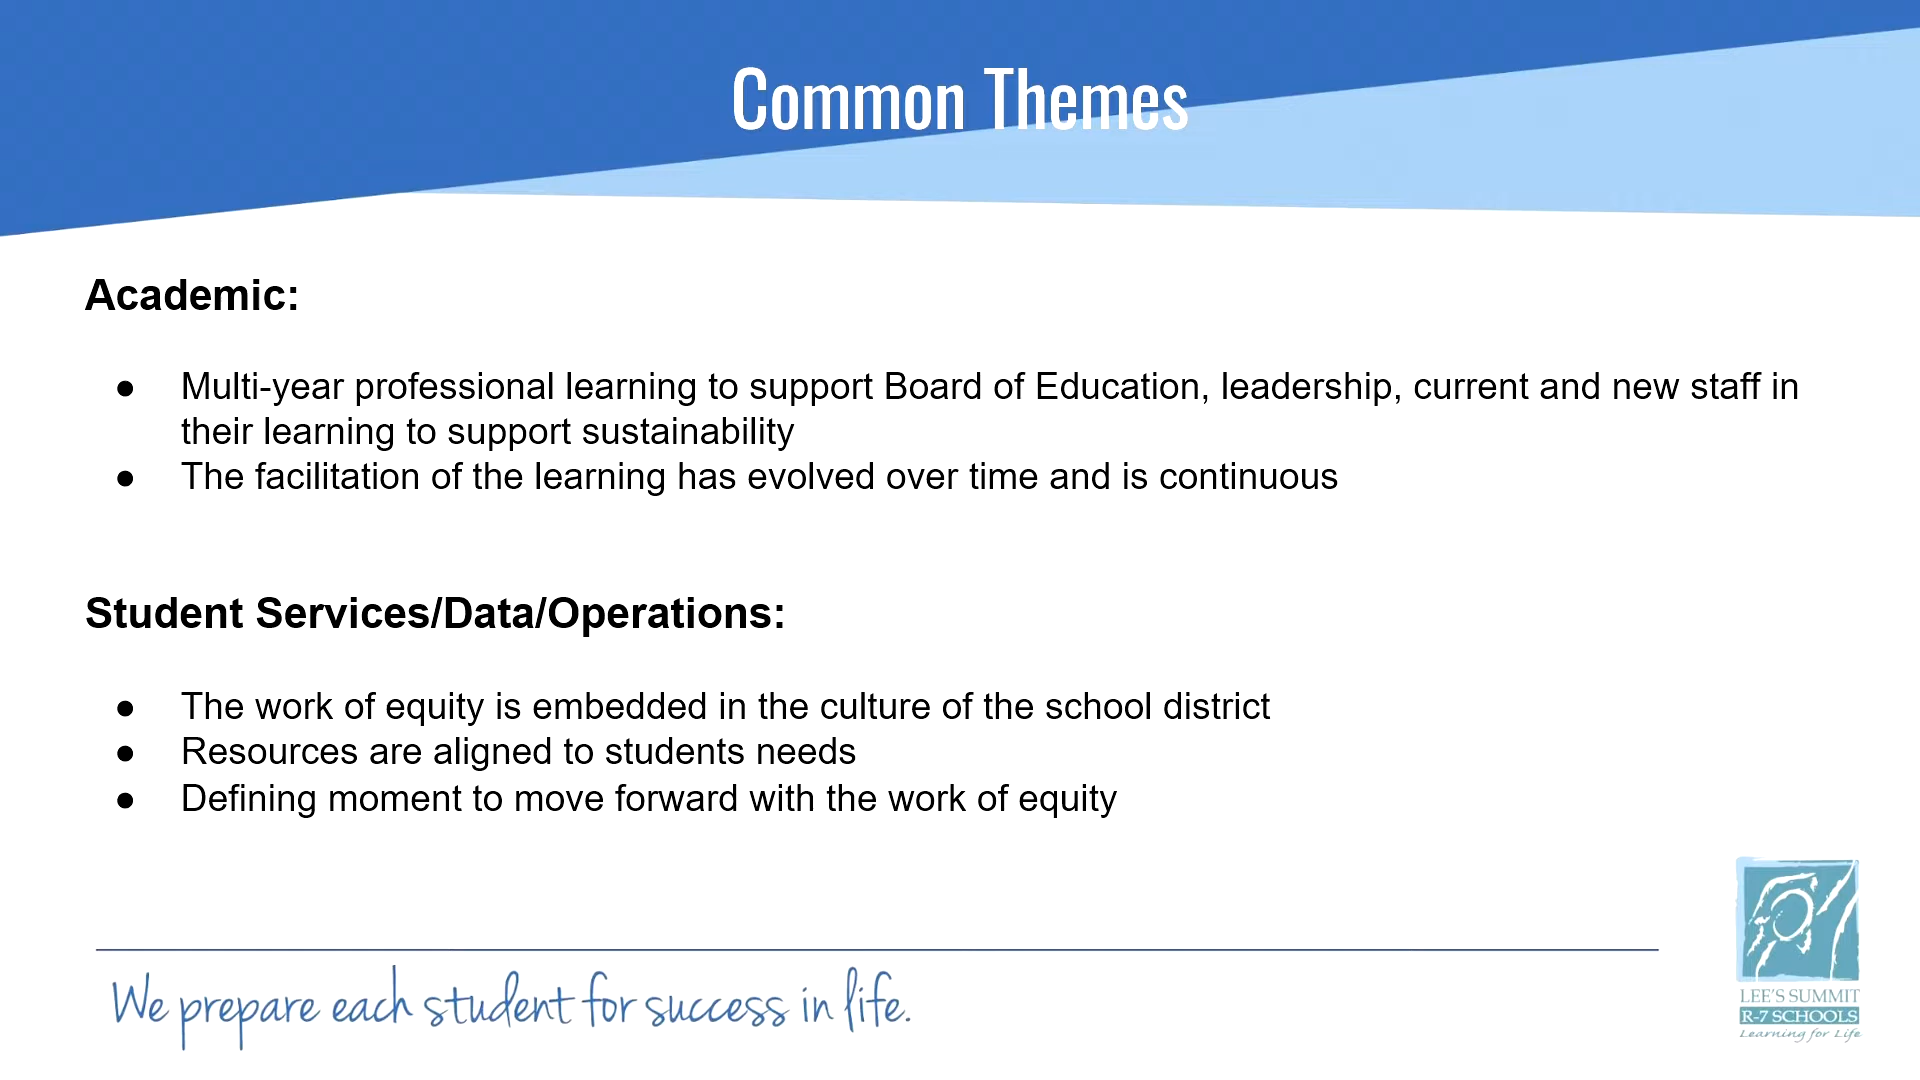 Common Themes
Academic:
● Multi-year professional learning to support Board of Education, leadership, current and new staff in
their learning to support sustainability
● The facilitation of the learning has evolved over time and is continuous
Student Services/Data/Operations:
● The work of equity is embedded in the culture of the school district
● Resources are aligned to students needs
● Defining moment to move forward with the work of equity
We prepare each student for success in life.
LEE'S SUMMIT
R-7 SCHOOLS
Learning for Life